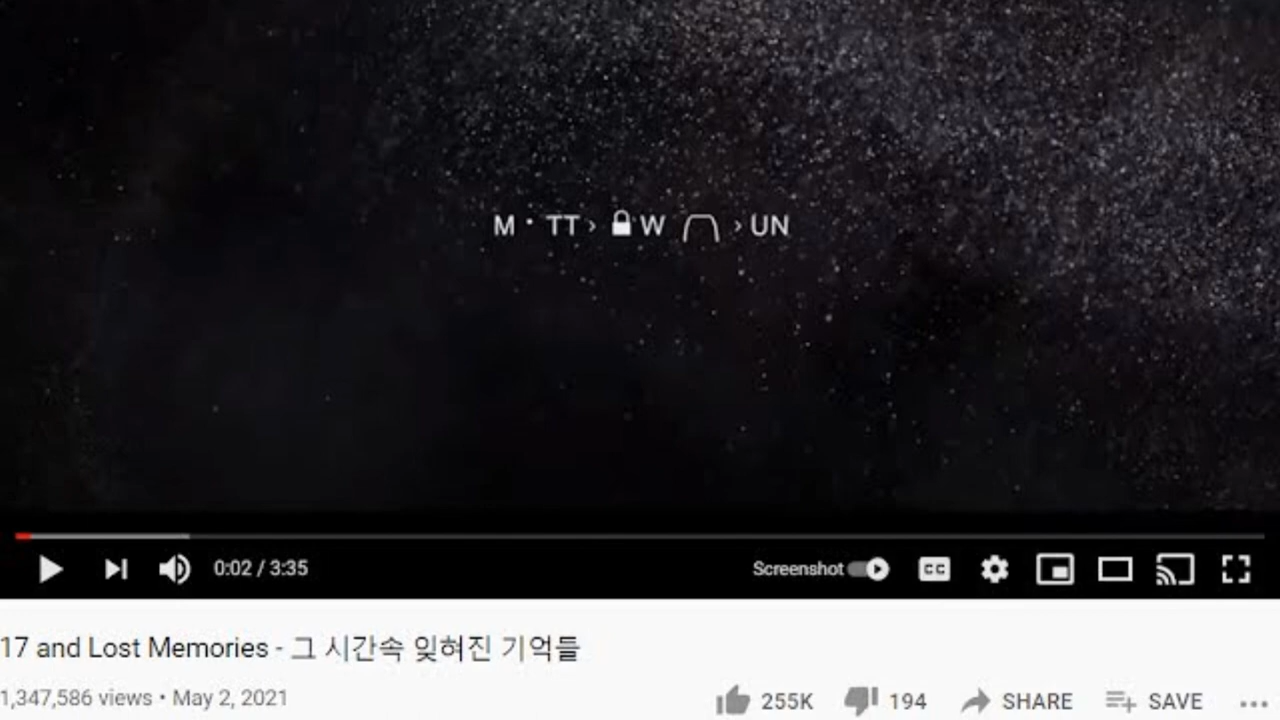 M · TT › 🔒 W ╭╮ › UN
0:02 / 3:35
Screenshot
CC
17 and Lost Memories - 그 시간속 잊혀진 기억들
1,347,586 views • May 2, 2021
255K
194
SHARE
SAVE